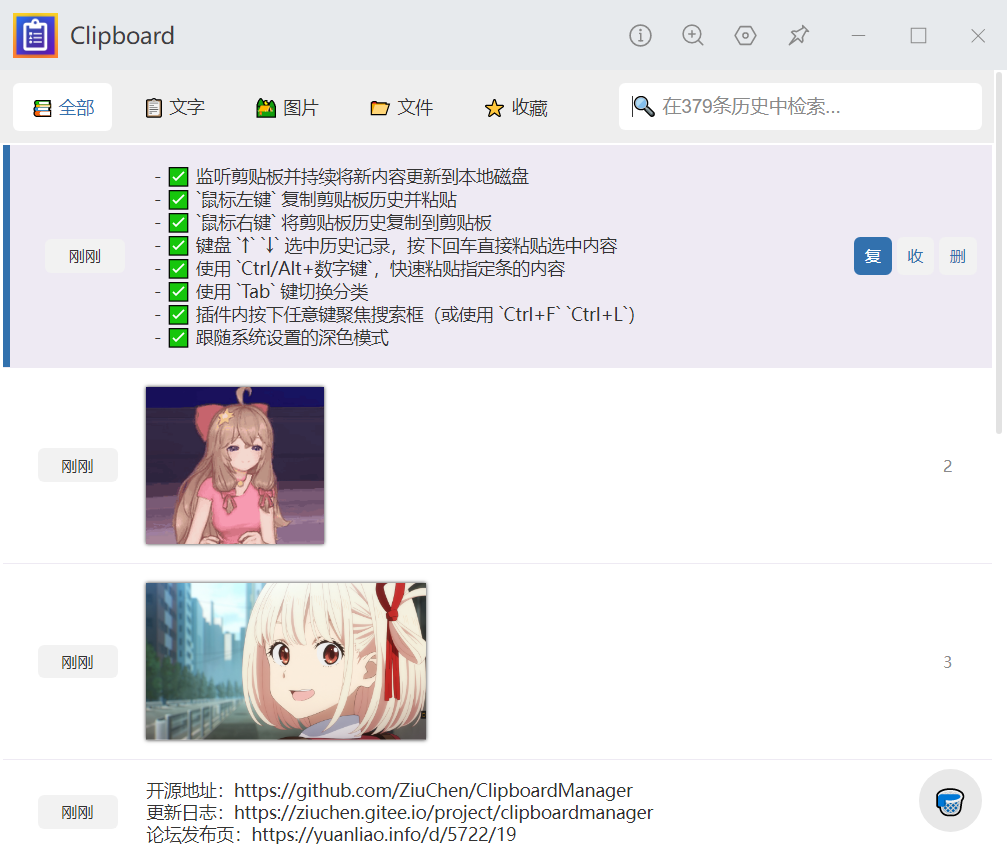 Clipboard
全部 文字 图片 文件 收藏 在379条历史中检索...
- ✅ 监听剪贴板并持续将新内容更新到本地磁盘
- ✅ `鼠标左键` 复制剪贴板历史并粘贴
- ✅ `鼠标右键` 将剪贴板历史复制到剪贴板
- ✅ 键盘 `↑` `↓` 选中历史记录，按下回车直接粘贴选中内容
- ✅ 使用 `Ctrl/Alt+数字键`，快速粘贴指定条的内容
- ✅ 使用 `Tab` 键切换分类
- ✅ 插件内按下任意键聚焦搜索框（或使用 `Ctrl+F` `Ctrl+L`）
- ✅ 跟随系统设置的深色模式
刚刚 复 收 删
刚刚 2
刚刚 3
刚刚
开源地址：https://github.com/ZiuChen/ClipboardManager
更新日志：https://ziuchen.gitee.io/project/clipboardmanager
论坛发布页：https://yuanliao.info/d/5722/19